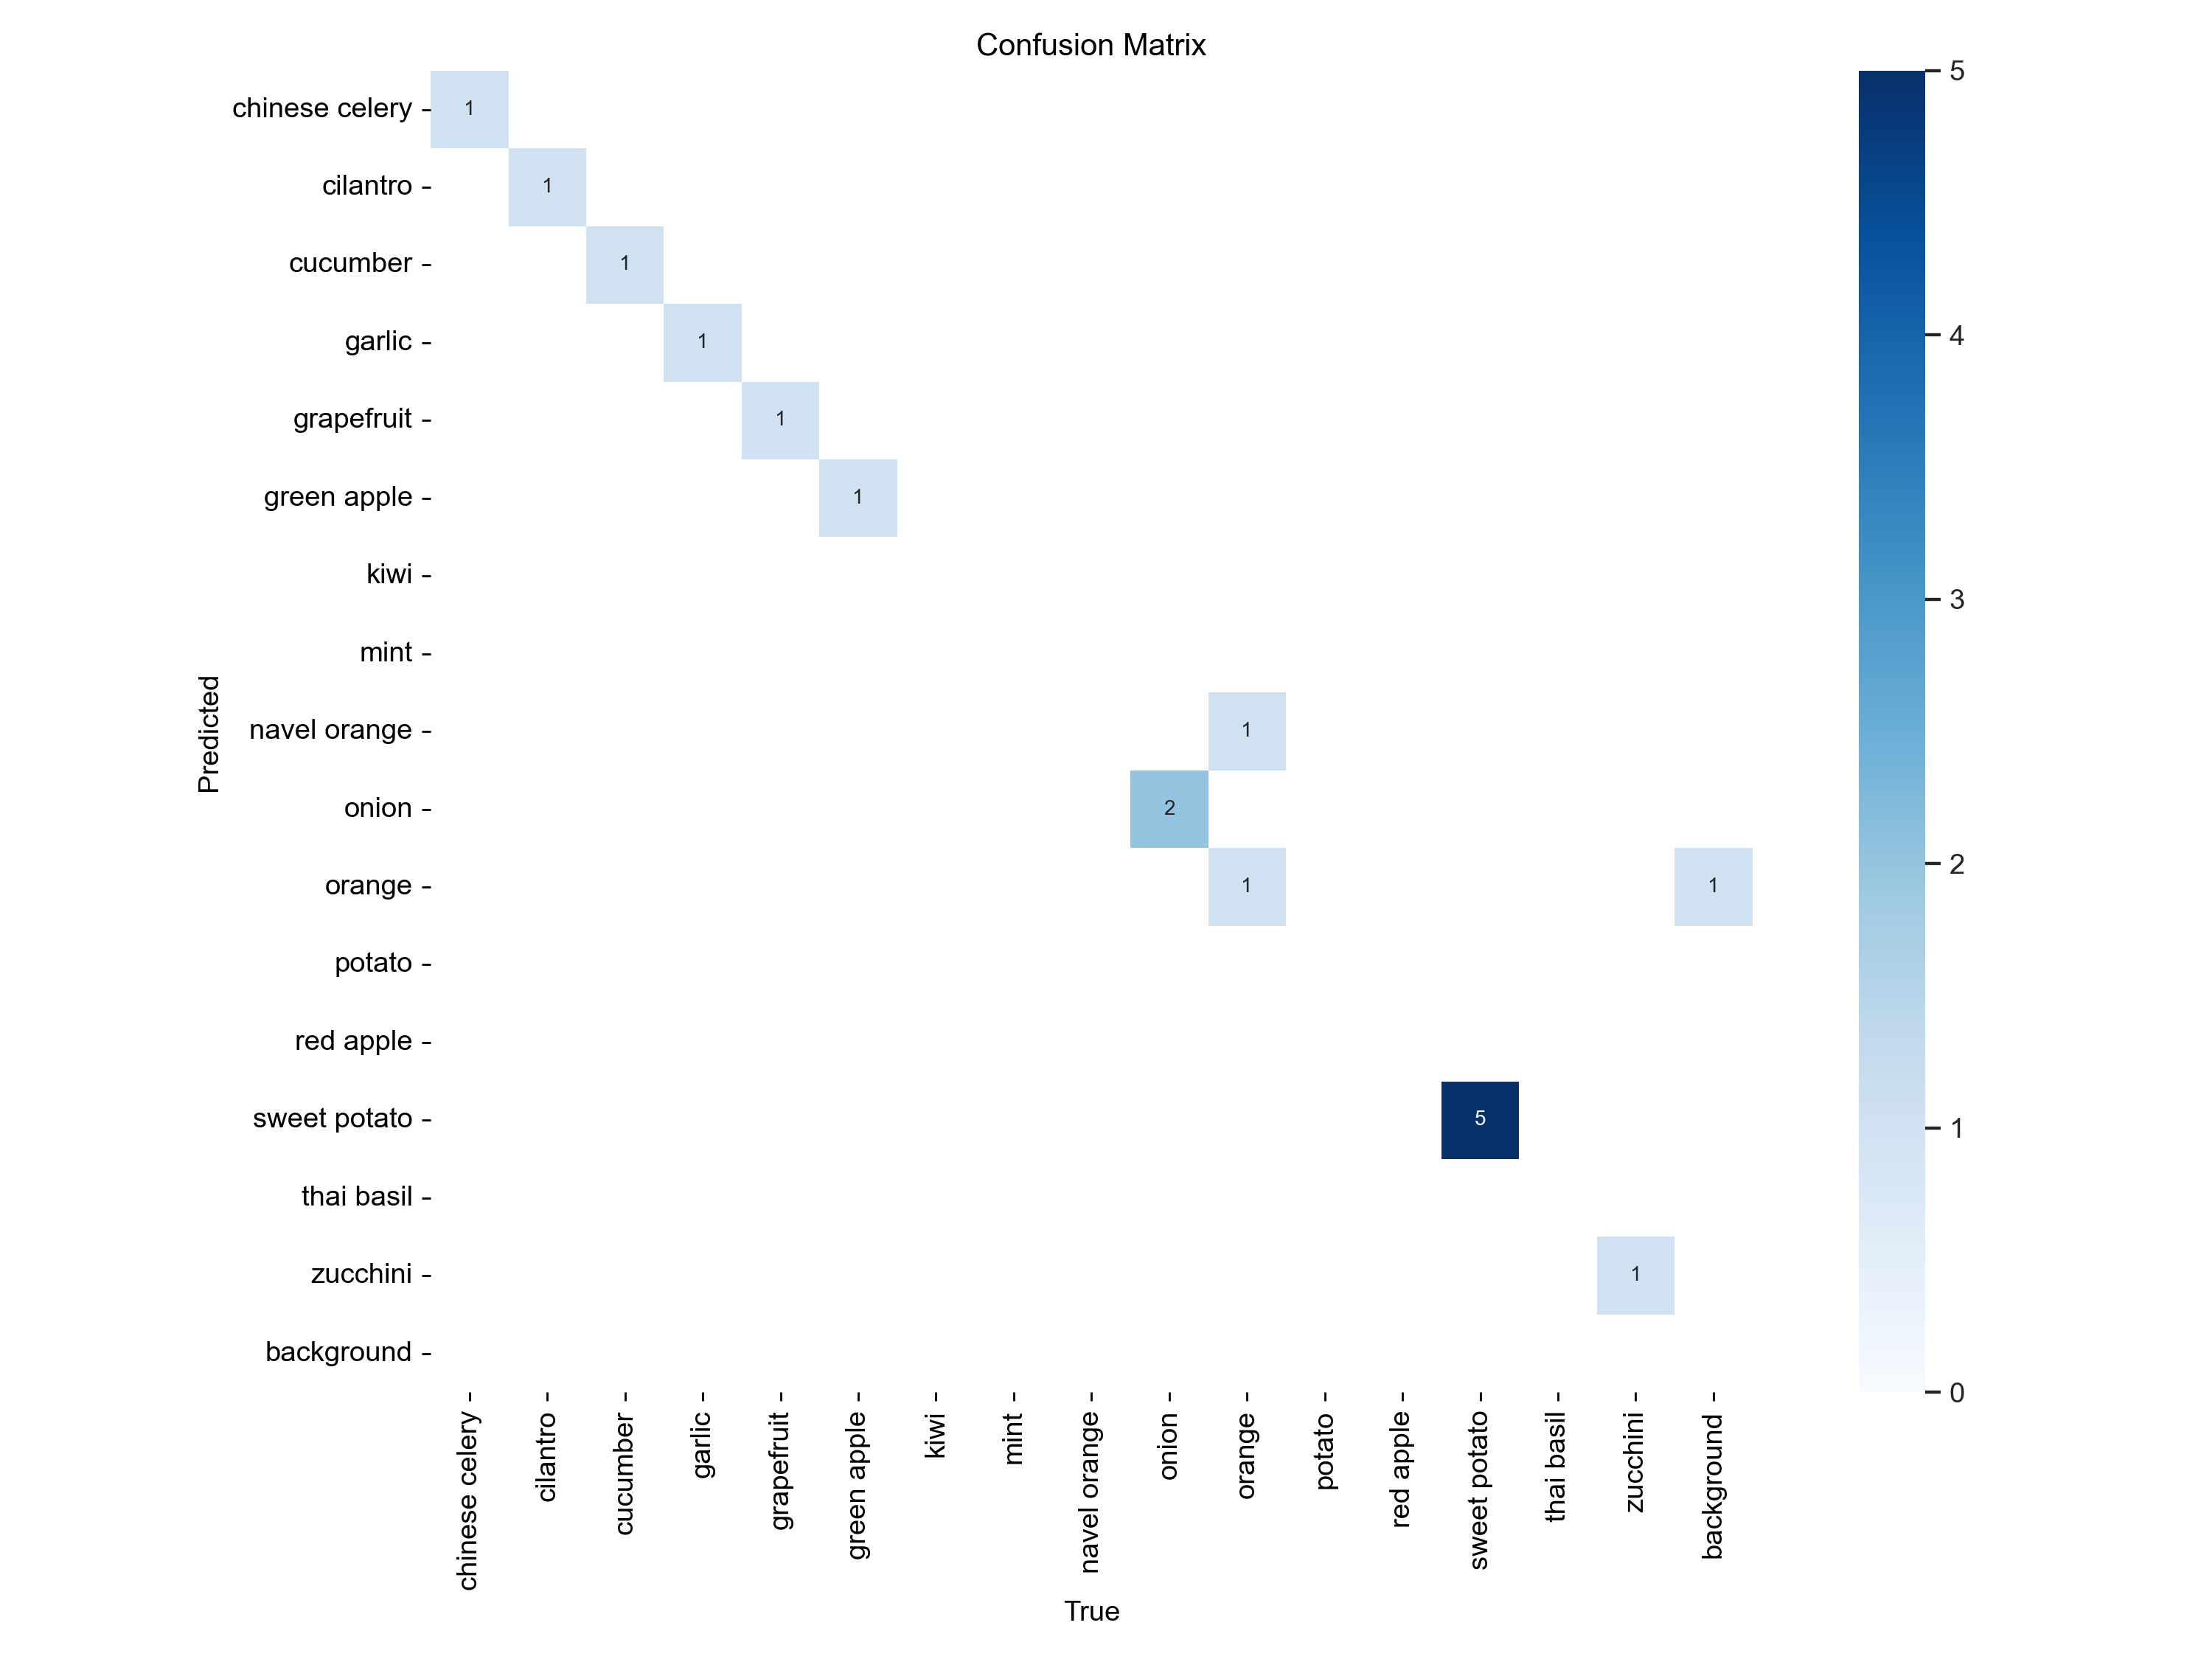 Confusion Matrix
chinese celery
cilantro
cucumber
garlic
grapefruit
green apple
kiwi
mint
navel orange
onion
orange
potato
red apple
sweet potato
thai basil
zucchini
background
Predicted
1
1
1
1
1
1
1
2
1 1
5
1
chinese celery
cilantro
cucumber
garlic
grapefruit
green apple
kiwi
mint
navel orange
onion
orange
potato
red apple
sweet potato
thai basil
zucchini
background
True
5
4
3
2
1
0